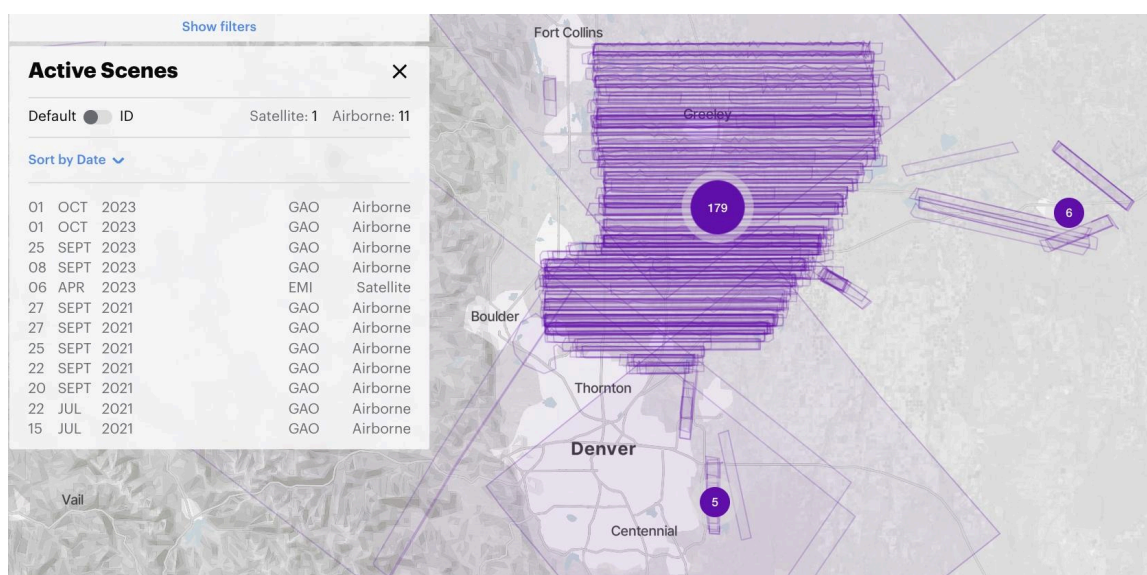 Show filters
Active Scenes
Default ID Satellite: 1 Airborne: 11
Sort by Date
01 OCT 2023 GAO Airborne
01 OCT 2023 GAO Airborne
25 SEPT 2023 GAO Airborne
08 SEPT 2023 GAO Airborne
06 APR 2023 EMI Satellite
27 SEPT 2021 GAO Airborne
27 SEPT 2021 GAO Airborne
25 SEPT 2021 GAO Airborne
22 SEPT 2021 GAO Airborne
20 SEPT 2021 GAO Airborne
22 JUL 2021 GAO Airborne
15 JUL 2021 GAO Airborne
Fort Collins
Greeley
179
6
Boulder
Thornton
Denver
Vail
5
Centennial